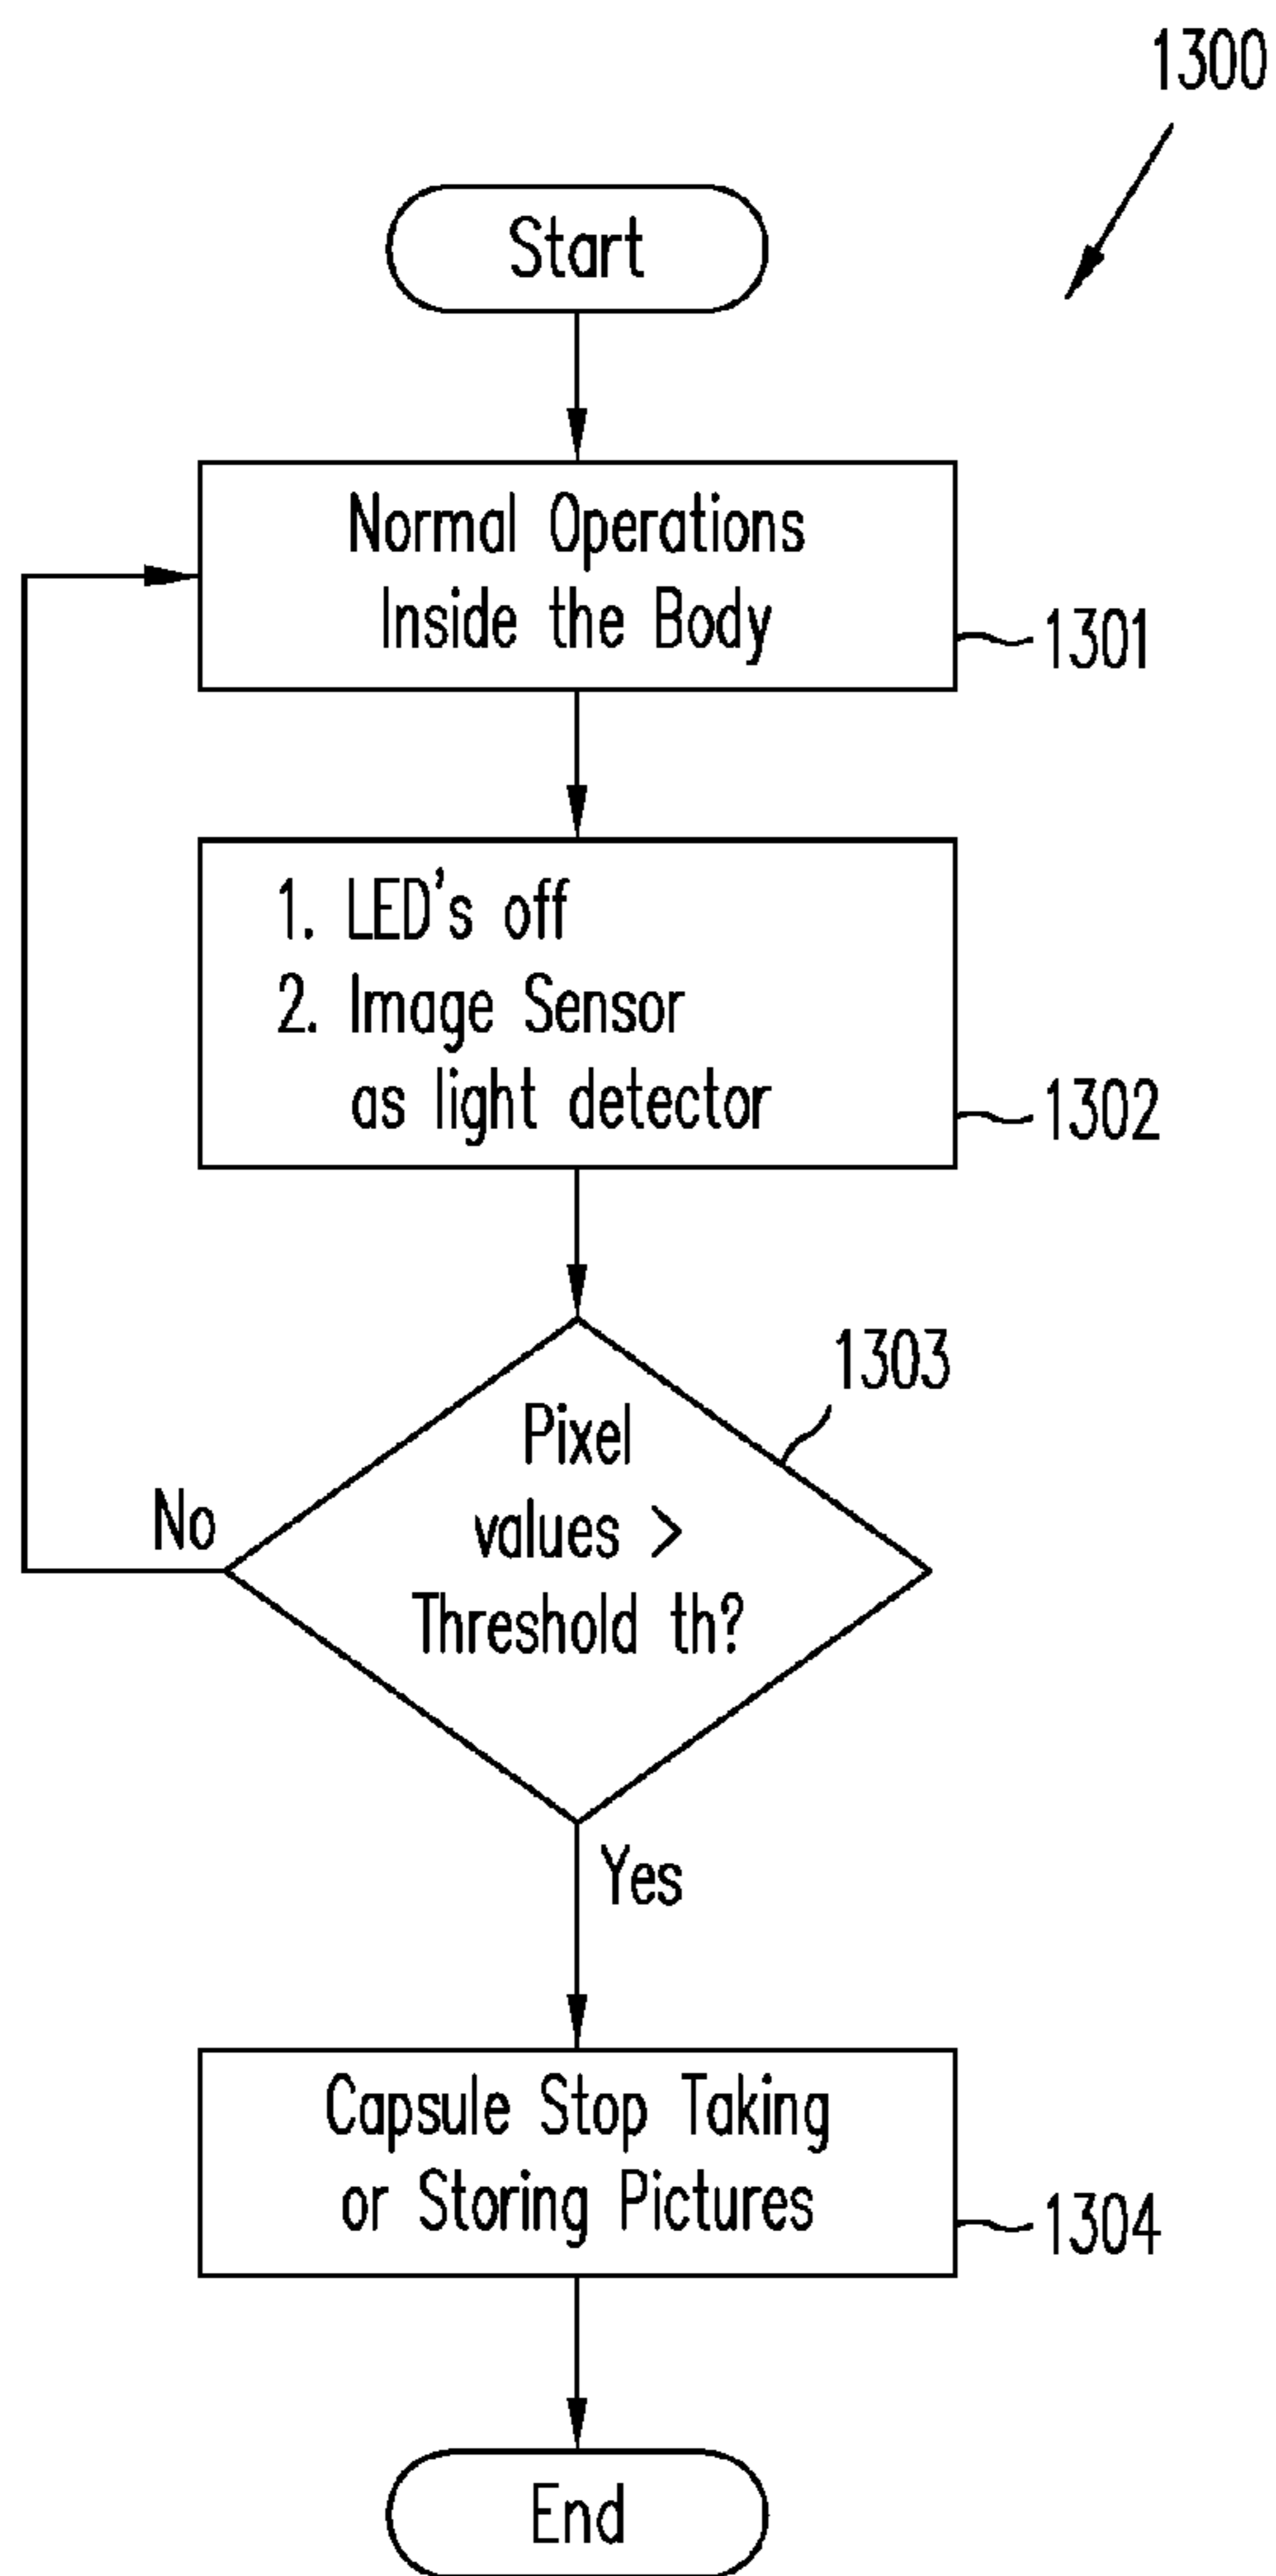 1300
Start
Normal Operations
Inside the Body
1301
1. LED's off
2. Image Sensor
as light detector
1302
1303
Pixel
values >
Threshold th?
No
Yes
Capsule Stop Taking
or Storing Pictures
1304
End